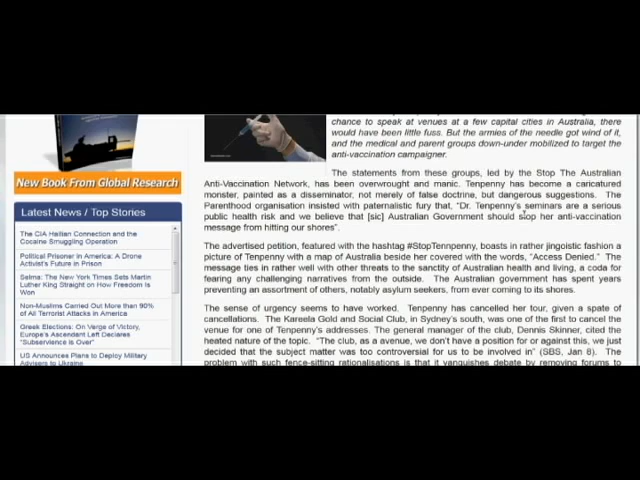 New Book From Global Research
Latest News / Top Stories
The CIA Haitian Connection and the
Cocaine Smuggling Operation
Political Prisoner in America: A Drone
Activist's Future in Prison
Selma: The New York Times Sets Martin
Luther King Straight on How Freedom Is
Won
Non-Muslims Carried Out More than 90%
of All Terrorist Attacks in America
Greek Elections: On Verge of Victory,
Europe's Ascendant Left Declares
"Subservience is Over"
US Announces Plans to Deploy Military
Advisers to Ukraine
chance to speak at venues at a few capital cities in Australia, there
would have been little fuss. But the armies of the needle got wind of it,
and the medical and parent groups down-under mobilized to target the
anti-vaccination campaigner.
The statements from these groups, led by the Stop The Australian
Anti-Vaccination Network, has been overwrought and manic. Tenpenny has become a caricatured
monster, painted as a disseminator, not merely of false doctrine, but dangerous suggestions. The
Parenthood organisation insisted with paternalistic fury that, "Dr. Tenpenny's seminars are a serious
public health risk and we believe that [sic] Australian Government should stop her anti-vaccination
message from hitting our shores".
The advertised petition, featured with the hashtag #StopTennpenny, boasts in rather jingoistic fashion a
picture of Tenpenny with a map of Australia beside her covered with the words, "Access Denied." The
message ties in rather well with other threats to the sanctity of Australian health and living, a coda for
fearing any challenging narratives from the outside. The Australian government has spent years
preventing an assortment of others, notably asylum seekers, from ever coming to its shores.
The sense of urgency seems to have worked. Tenpenny has cancelled her tour, given a spate of
cancellations. The Kareela Gold and Social Club, in Sydney's south, was one of the first to cancel the
venue for one of Tenpenny's addresses. The general manager of the club, Dennis Skinner, cited the
heated nature of the topic. "The club, as a avenue, we don't have a position for or against this, we just
decided that the subject matter was too controversial for us to be involved in" (SBS, Jan 8). The
problem with such fence-sitting rationalisations is that it vanquishes debate by removing forums to